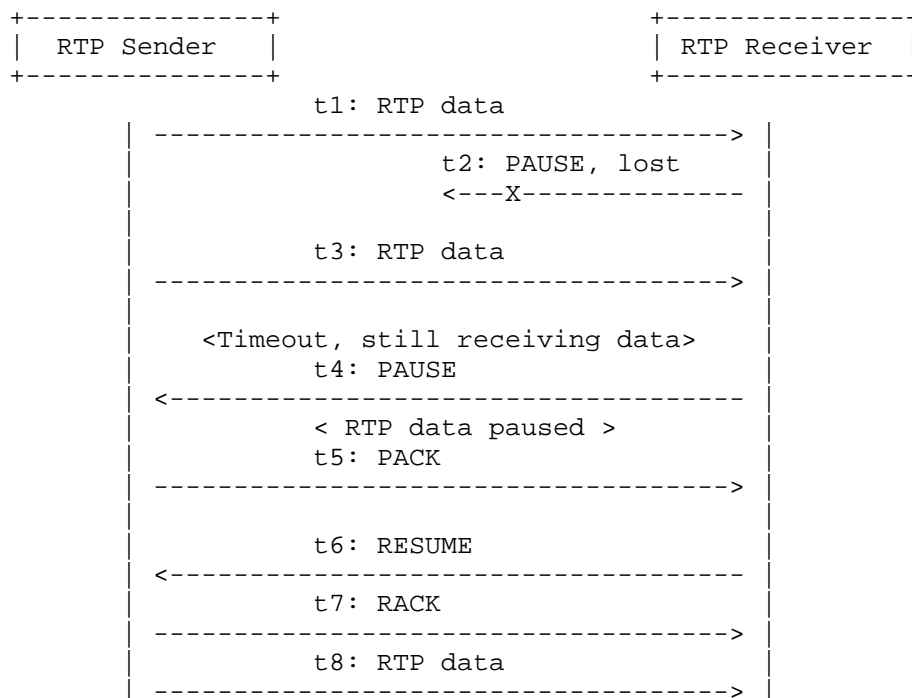 RTP Sender RTP Receiver
t1: RTP data
t2: PAUSE, lost
<---X--------------
t3: RTP data
<Timeout, still receiving data>
t4: PAUSE
< RTP data paused >
t5: PACK
t6: RESUME
t7: RACK
t8: RTP data